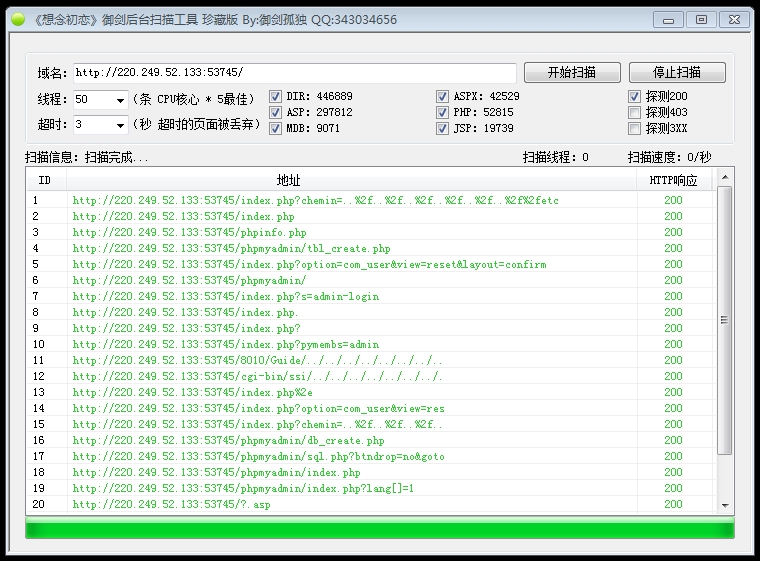 《想念初恋》御剑后台扫描工具 珍藏版 By:御剑孤独 QQ:343034656
域名: http://220.249.52.133:53745/ 开始扫描 停止扫描
线程: 50 (条 CPU核心 * 5最佳) DIR: 446889 ASPX: 42529 探测200
ASP: 297812 PHP: 52815 探测403
超时: 3 (秒 超时的页面被丢弃) MDB: 9071 JSP: 19739 探测3XX
扫描信息: 扫描完成... 扫描线程: 0 扫描速度: 0/秒
ID 地址 HTTP响应
1 http://220.249.52.133:53745/index.php?chemin=..%2f..%2f..%2f..%2f..%2f..%2f%2fetc 200
2 http://220.249.52.133:53745/index.php 200
3 http://220.249.52.133:53745/phpinfo.php 200
4 http://220.249.52.133:53745/phpmyadmin/tbl_create.php 200
5 http://220.249.52.133:53745/index.php?option=com_user&view=reset&layout=confirm 200
6 http://220.249.52.133:53745/phpmyadmin/ 200
7 http://220.249.52.133:53745/index.php?s=admin-login 200
8 http://220.249.52.133:53745/index.php. 200
9 http://220.249.52.133:53745/index.php? 200
10 http://220.249.52.133:53745/index.php?pymembs=admin 200
11 http://220.249.52.133:53745/8010/Guide/../../../../../../.. 200
12 http://220.249.52.133:53745/cgi-bin/ssi/../../../../../../. 200
13 http://220.249.52.133:53745/index.php%2e 200
14 http://220.249.52.133:53745/index.php?option=com_user&view=res 200
15 http://220.249.52.133:53745/index.php?chemin=..%2f..%2f..%2f.. 200
16 http://220.249.52.133:53745/phpmyadmin/db_create.php 200
17 http://220.249.52.133:53745/phpmyadmin/sql.php?btndrop=no&goto 200
18 http://220.249.52.133:53745/phpmyadmin/index.php 200
19 http://220.249.52.133:53745/phpmyadmin/index.php?lang[]=1 200
20 http://220.249.52.133:53745/?.asp 200